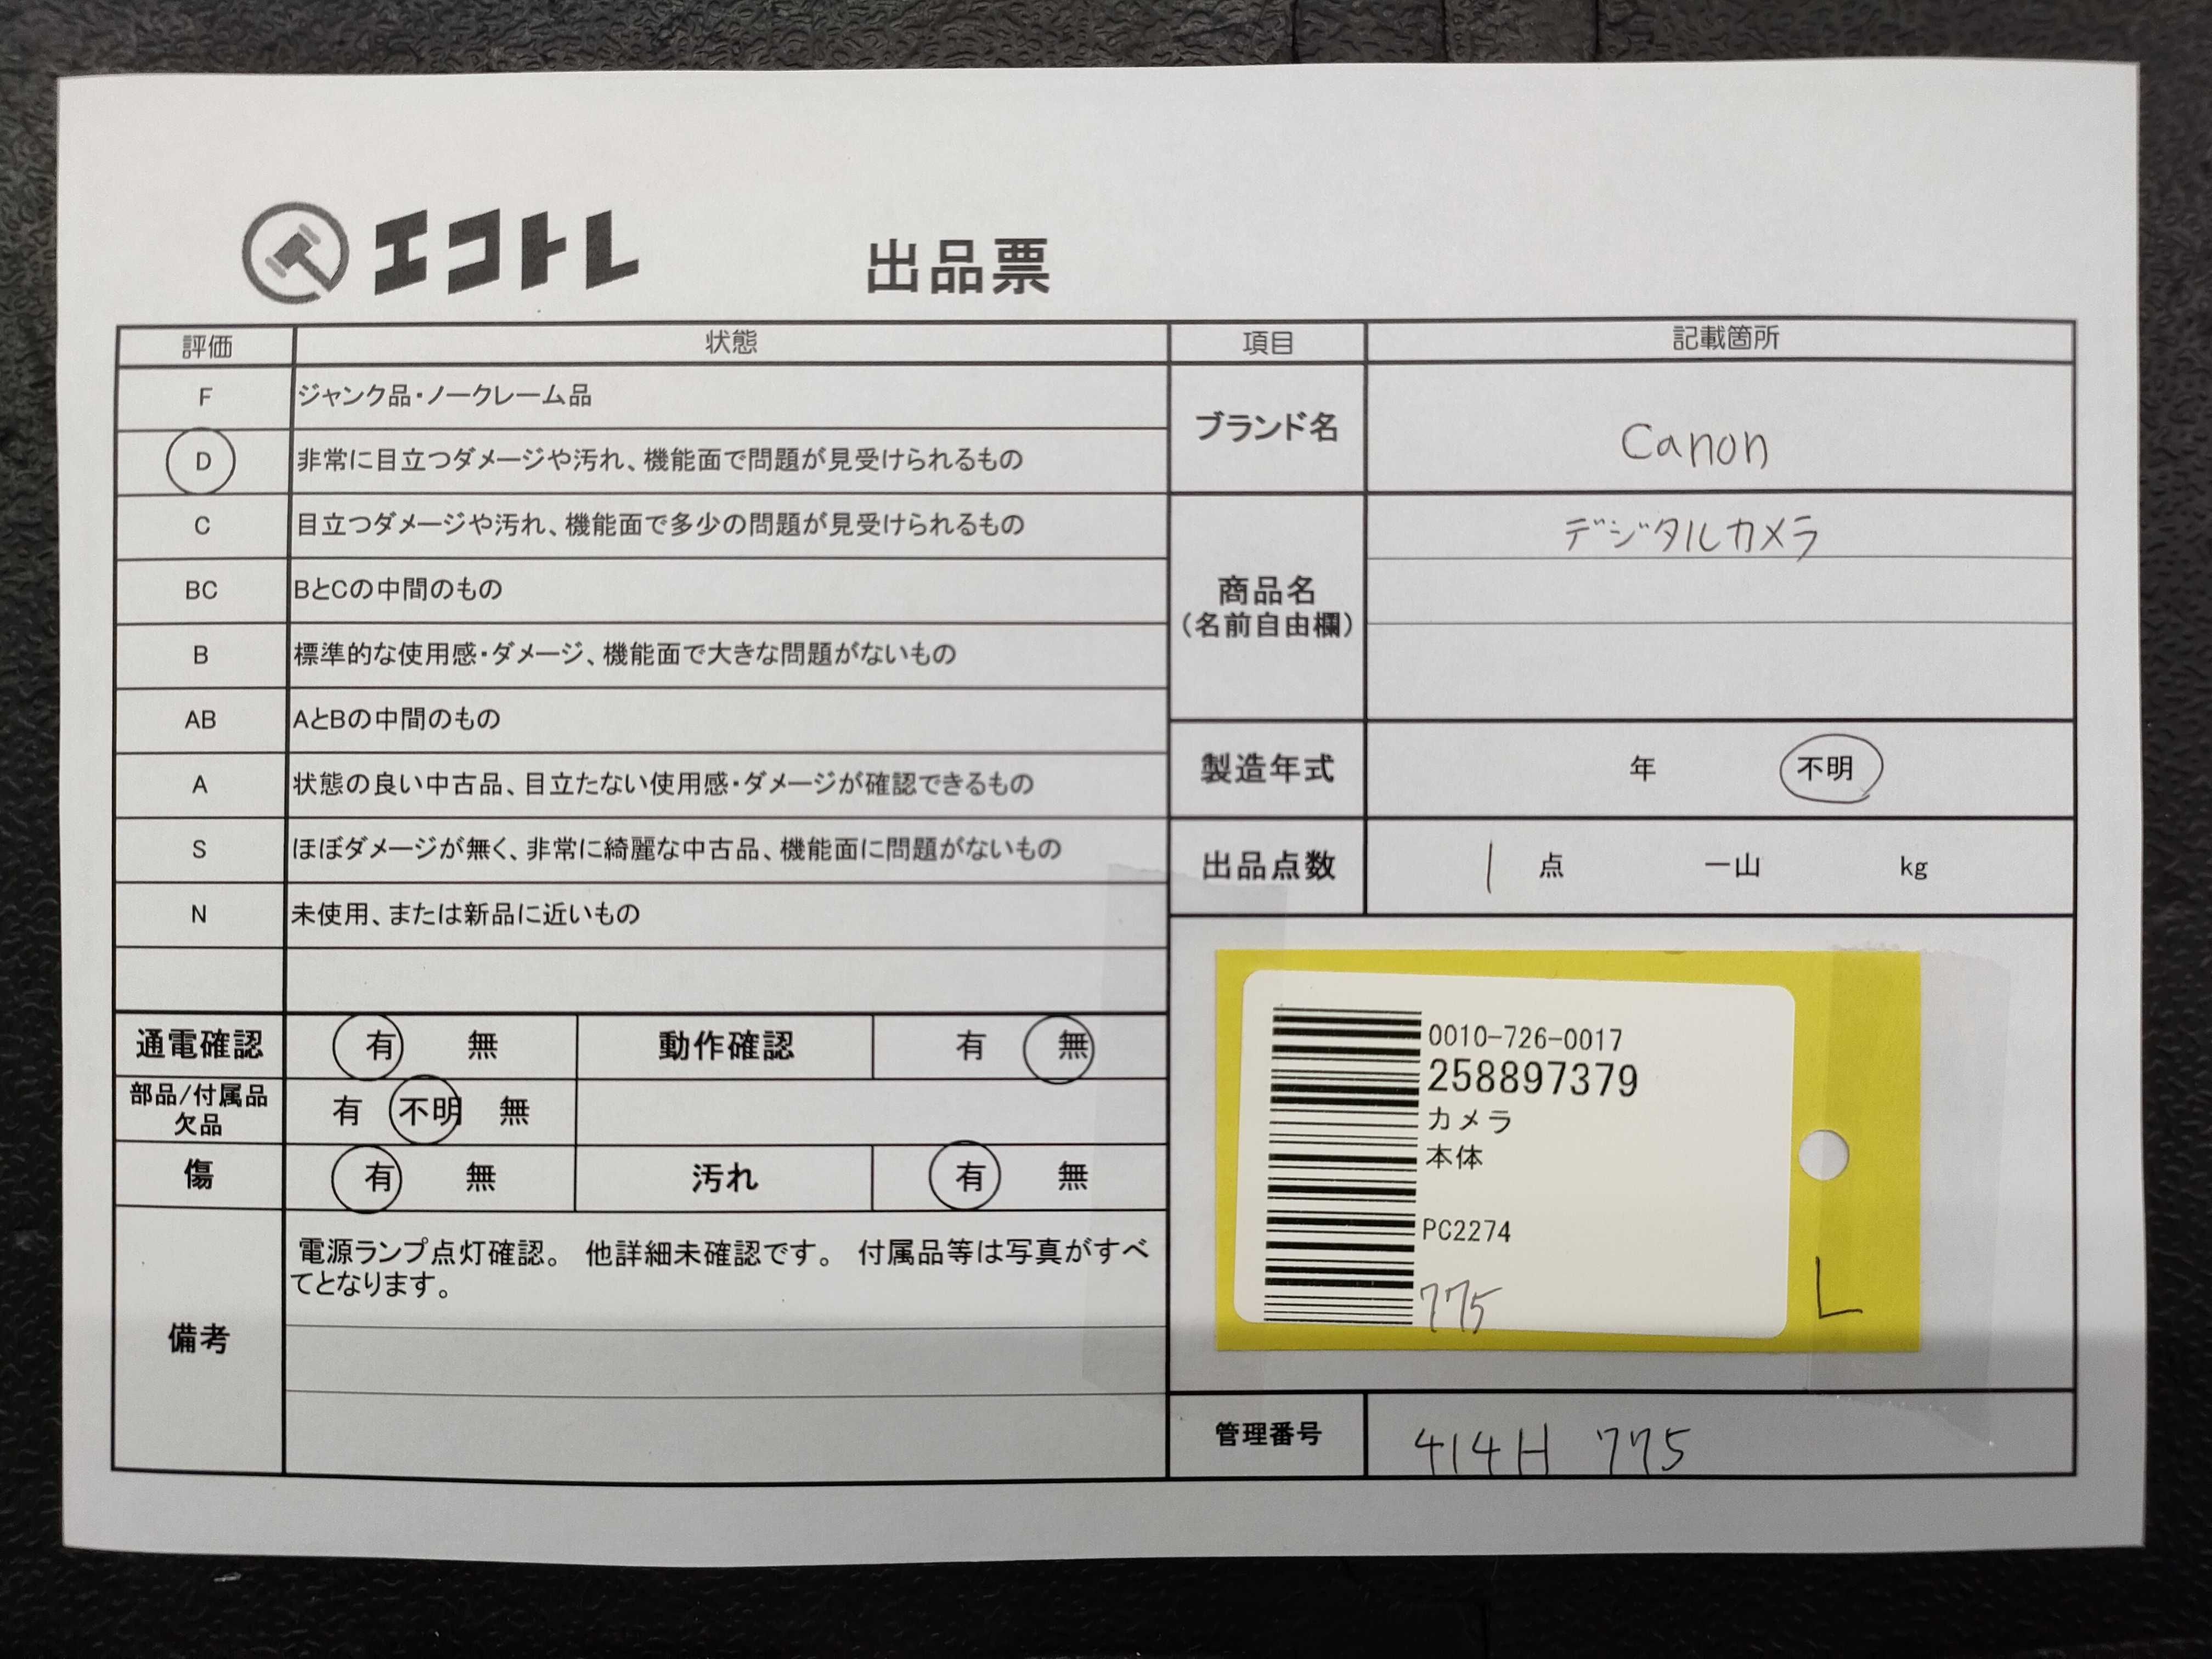 エコトレ 出品票
評価 状態
F ジャンク品・ノークレーム品
D 非常に目立つダメージや汚れ、機能面で問題が見受けられるもの
C 目立つダメージや汚れ、機能面で多少の問題が見受けられるもの
BC BとCの中間のもの
B 標準的な使用感・ダメージ、機能面で大きな問題がないもの
AB AとBの中間のもの
A 状態の良い中古品、目立たない使用感・ダメージが確認できるもの
S ほぼダメージが無く、非常に綺麗な中古品、機能面に問題がないもの
N 未使用、または新品に近いもの
通電確認 有 無 動作確認 有 無
部品/付属品
欠品 有 不明 無
傷 有 無 汚れ 有 無
備考
電源ランプ点灯確認。 他詳細未確認です。 付属品等は写真がすべ
てとなります。
項目 記載箇所
ブランド名 Canon
商品名
(名前自由欄)
デジタルカメラ
製造年式 年 不明
出品点数 1 点 一山 kg
0010-726-0017
258897379
カメラ
本体
PC2274
775
L
管理番号 414H 775